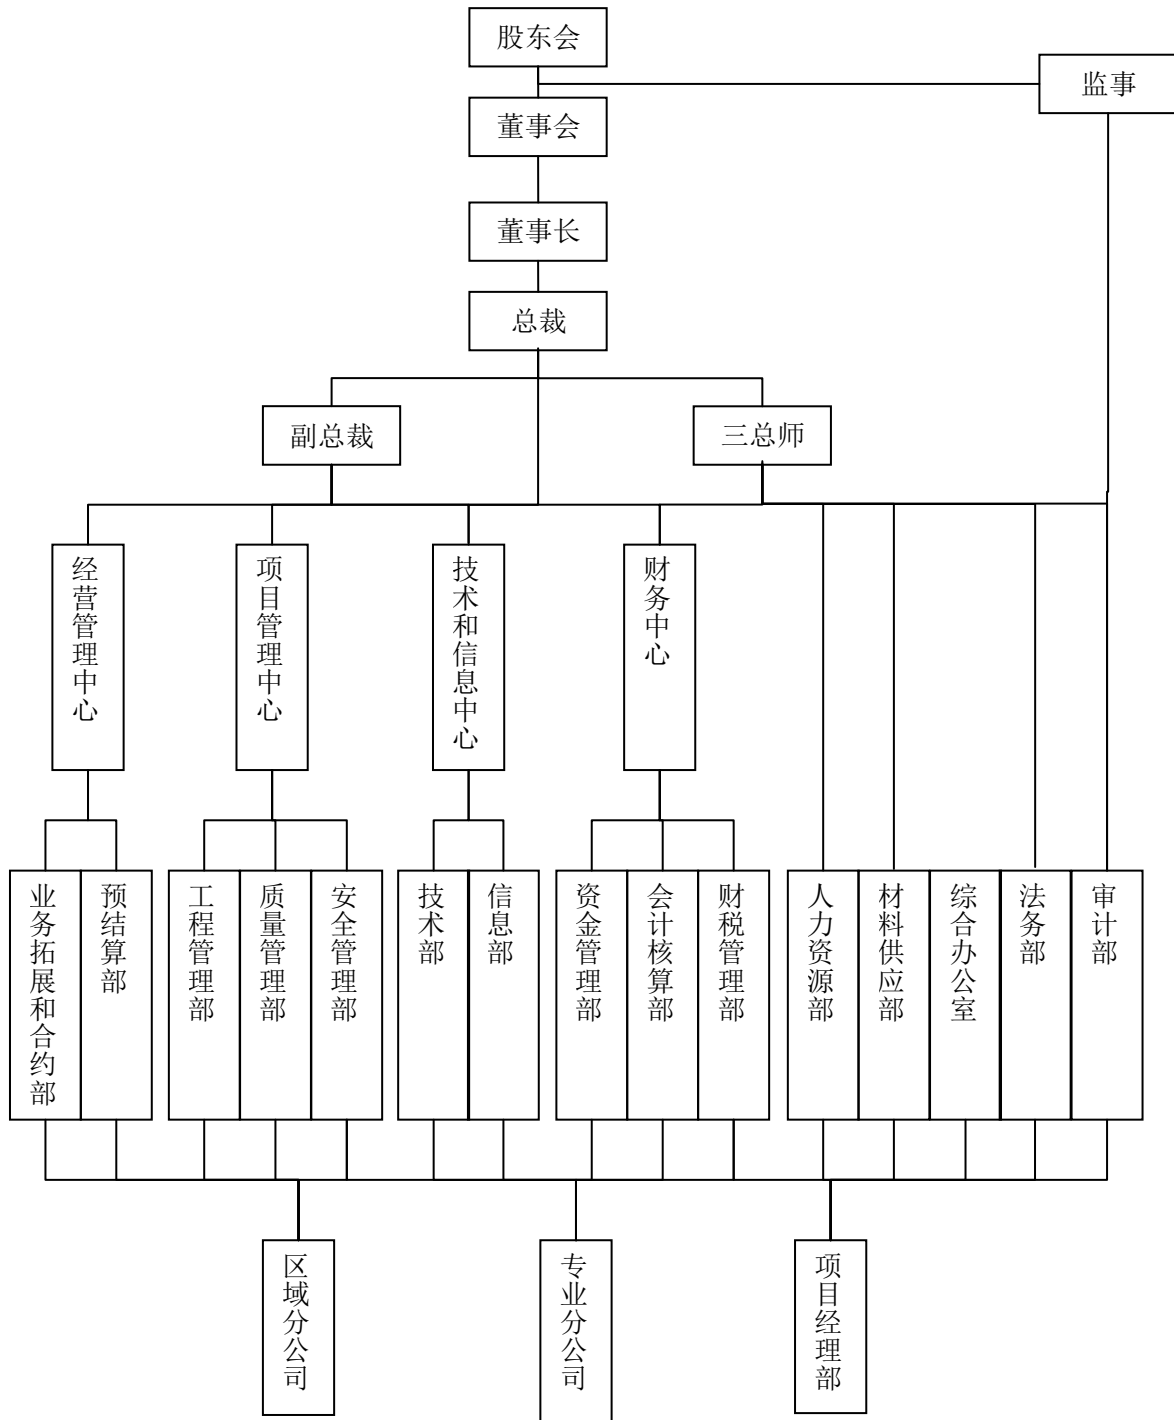 股东会
监事
董事会
董事长
总裁
副总裁
三总师
经营管理中心
项目管理中心
技术和信息中心
财务中心
业务拓展和合约部
预结算部
工程管理部
质量管理部
安全管理部
技术部
信息部
资金管理部
会计核算部
财税管理部
人力资源部
材料供应部
综合办公室
法务部
审计部
区域分公司
专业分公司
项目经理部